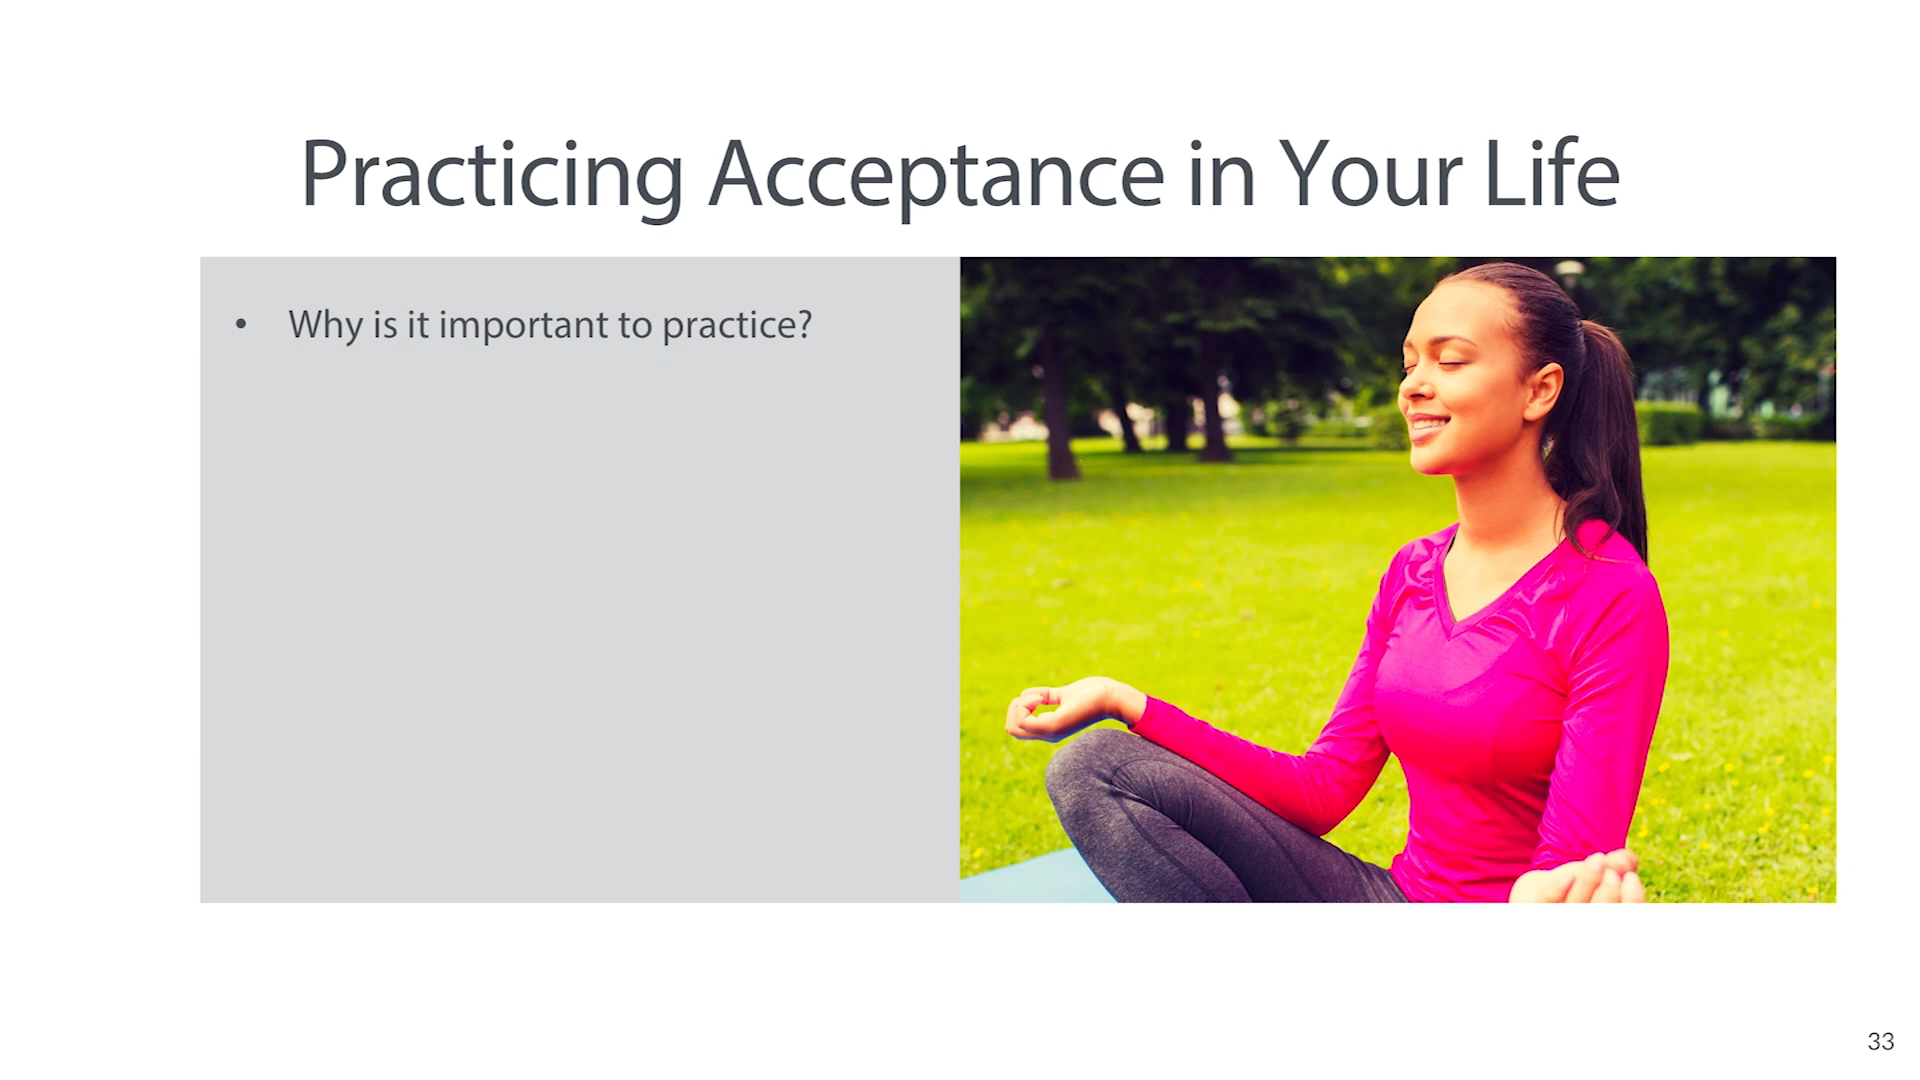 Practicing Acceptance in Your Life
• Why is it important to practice?
33